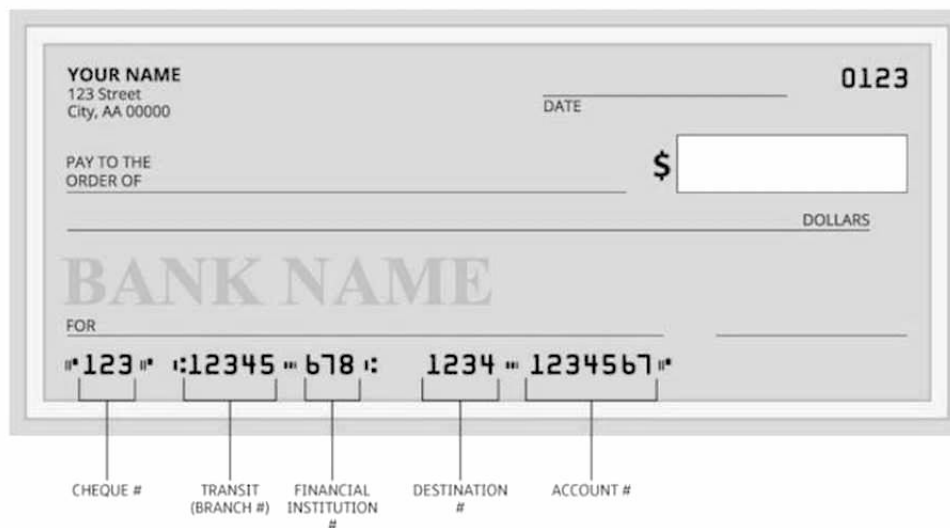 YOUR NAME
123 Street
City, AA 00000
0123
DATE
PAY TO THE
ORDER OF
$
DOLLARS
BANK NAME
FOR
⑈123⑈ ⑆12345⑉678⑆ 1234⑉1234567⑈
CHEQUE # TRANSIT (BRANCH #) FINANCIAL INSTITUTION # DESTINATION # ACCOUNT #